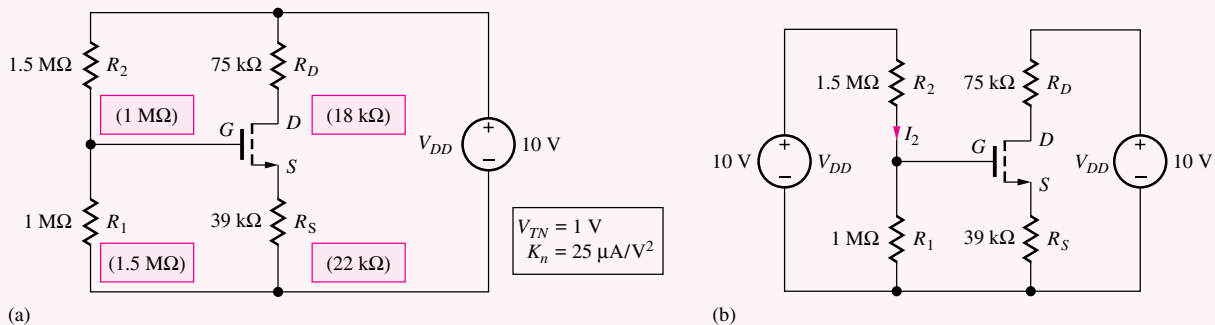 1.5 MΩ R2
75 kΩ RD
(1 MΩ)
(18 kΩ)
G
D
S
VDD
+
−
10 V
1 MΩ R1
39 kΩ RS
(1.5 MΩ)
(22 kΩ)
VTN = 1 V
Kn = 25 μA/V²
(a)
1.5 MΩ R2
75 kΩ RD
I2
G
D
S
10 V
+
−
VDD
VDD
+
−
10 V
1 MΩ R1
39 kΩ RS
(b)